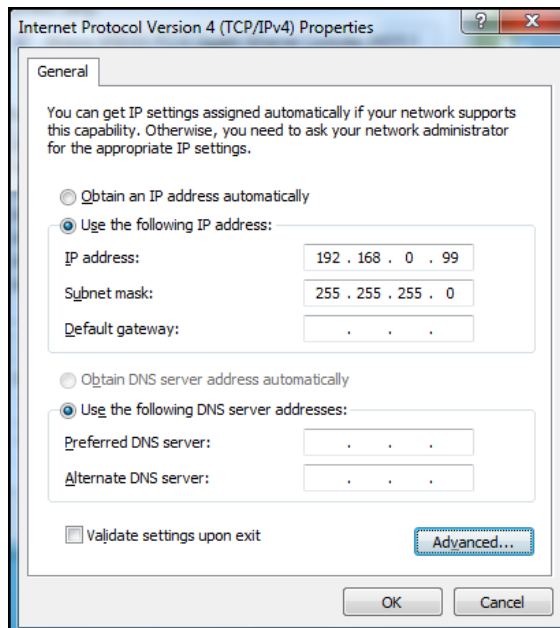 Internet Protocol Version 4 (TCP/IPv4) Properties
General
You can get IP settings assigned automatically if your network supports
this capability. Otherwise, you need to ask your network administrator
for the appropriate IP settings.
Obtain an IP address automatically
Use the following IP address:
IP address: 192 . 168 . 0 . 99
Subnet mask: 255 . 255 . 255 . 0
Default gateway: . . .
Obtain DNS server address automatically
Use the following DNS server addresses:
Preferred DNS server: . . .
Alternate DNS server: . . .
Validate settings upon exit
Advanced...
OK Cancel